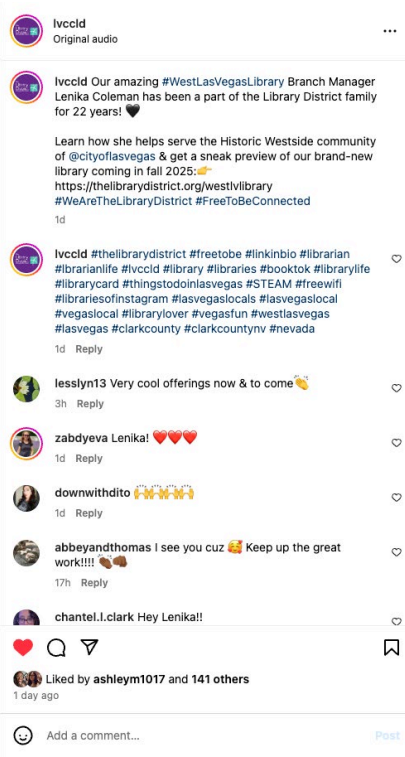 lvccld
Original audio
lvccld Our amazing #WestLasVegasLibrary Branch Manager
Lenika Coleman has been a part of the Library District family
for 22 years! 🖤
Learn how she helps serve the Historic Westside community
of @cityoflasvegas & get a sneak preview of our brand-new
library coming in fall 2025:👉
https://thelibrarydistrict.org/westlvlibrary
#WeAreTheLibraryDistrict #FreeToBeConnected
1d
lvccld #thelibrarydistrict #freetobe #linkinbio #librarian
#lbrarianlife #lvccld #library #libraries #booktok #librarylife
#librarycard #thingstodoinlasvegas #STEAM #freewifi
#librariesofinstagram #lasvegaslocals #lasvegaslocal
#vegaslocal #librarylover #vegasfun #westlasvegas
#lasvegas #clarkcounty #clarkcountynv #nevada
1d Reply
lesslyn13 Very cool offerings now & to come👏
3h Reply
zabdyeva Lenika! ❤️❤️❤️
1d Reply
downwithdito 🙌🙌🙌🙌
1d Reply
abbeyandthomas I see you cuz 🥰 Keep up the great
work!!!! 👏🏾👊🏾
17h Reply
chantel.l.clark Hey Lenika!!
Liked by ashleym1017 and 141 others
1 day ago
Add a comment...
Post